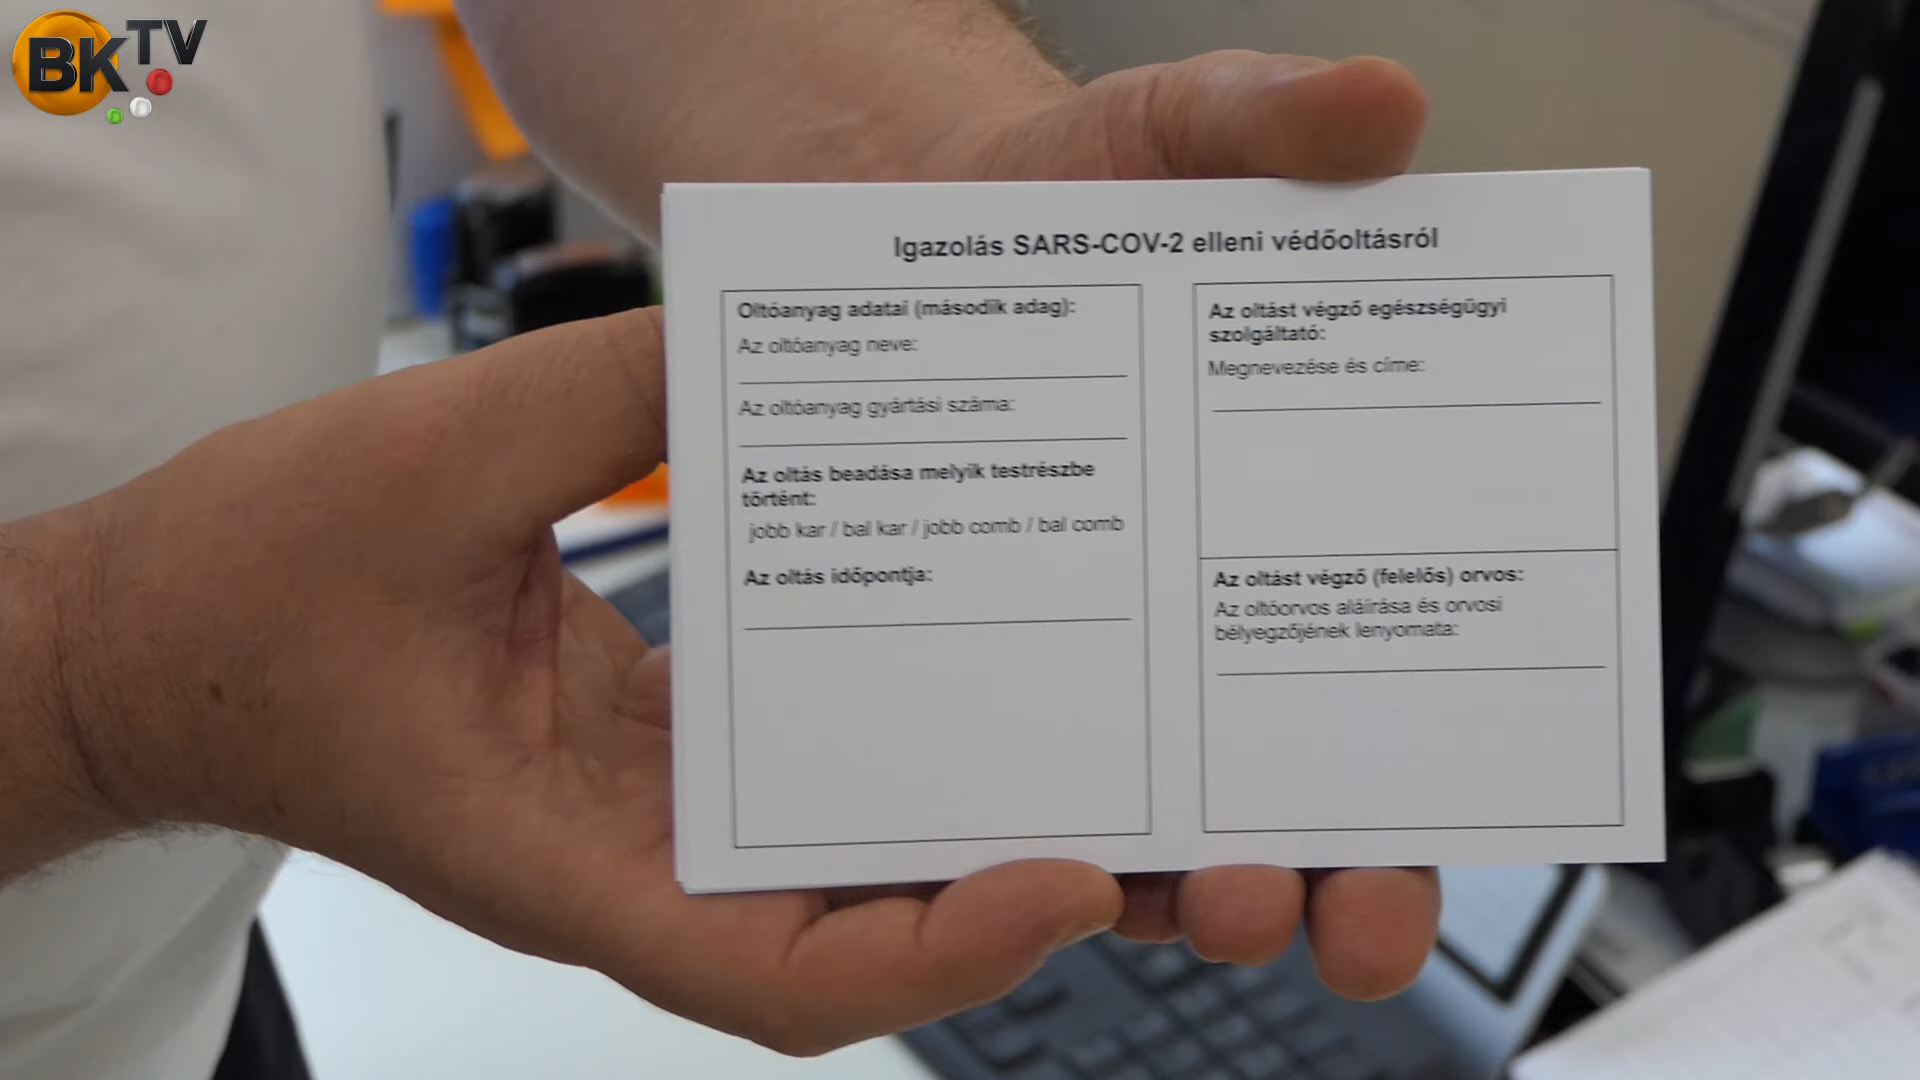 BKTV
Igazolás SARS-COV-2 elleni védőoltásról
Oltóanyag adatai (második adag):
Az oltóanyag neve:
Az oltóanyag gyártási száma:
Az oltás beadása melyik testrészbe
történt:
jobb kar / bal kar / jobb comb / bal comb
Az oltás időpontja:
Az oltást végző egészségügyi
szolgáltató:
Megnevezése és címe:
Az oltást végző (felelős) orvos:
Az oltóorvos aláírása és orvosi
bélyegzőjének lenyomata: